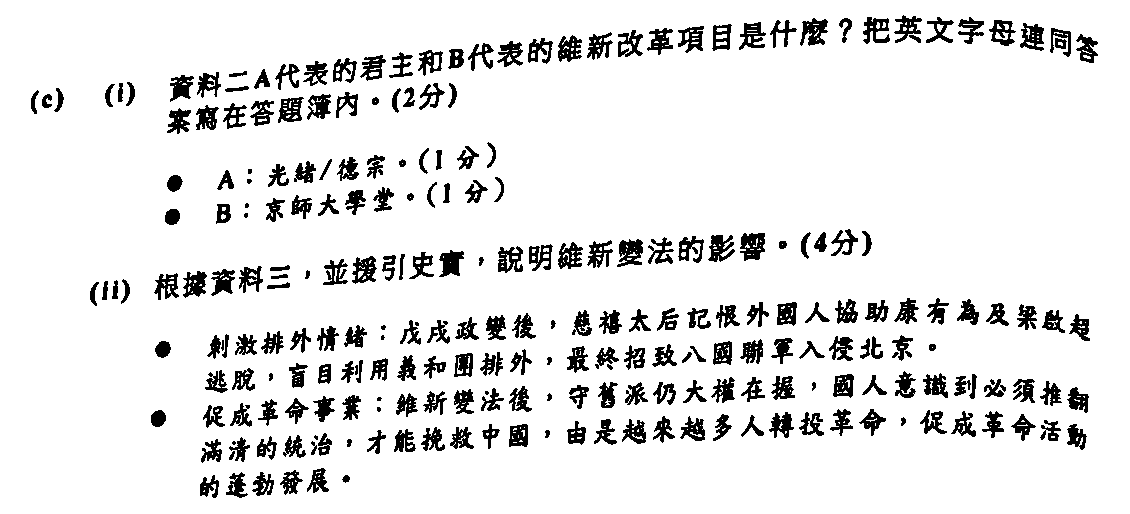 (c) (i) 資料二A代表的君主和B代表的維新改革項目是什麼？把英文字母連同答
案寫在答題簿內。(2分)
● A：光緒/德宗。(1 分)
● B：京師大學堂。(1 分)
(ii) 根據資料三，並援引史實，說明維新變法的影響。(4分)
● 刺激排外情緒：戊戌政變後，慈禧太后記恨外國人協助康有為及梁啟超
逃脫，盲目利用義和團排外，最終招致八國聯軍入侵北京。
● 促成革命事業：維新變法後，守舊派仍大權在握，國人意識到必須推翻
滿清的統治，才能挽救中國，由是越來越多人轉投革命，促成革命活動
的蓬勃發展。